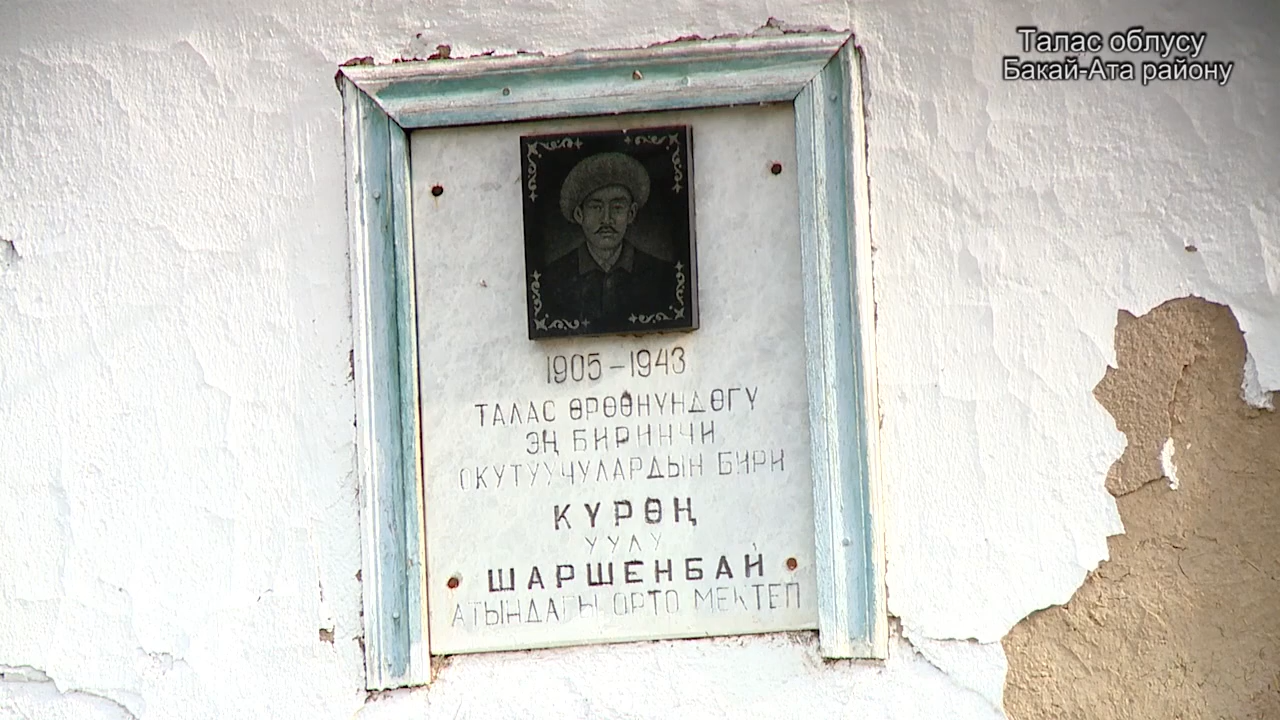 Талас облусу
Бакай-Ата району
1905-1943
ТАЛАС ӨРӨӨНҮНДӨГҮ
ЭҢ БИРИНЧИ
ОКУТУУЧУЛАРДЫН БИРИ
КҮРӨҢ
УУЛУ
ШАРШЕНБАЙ
АТЫНДАГЫ ОРТО МЕКТЕП